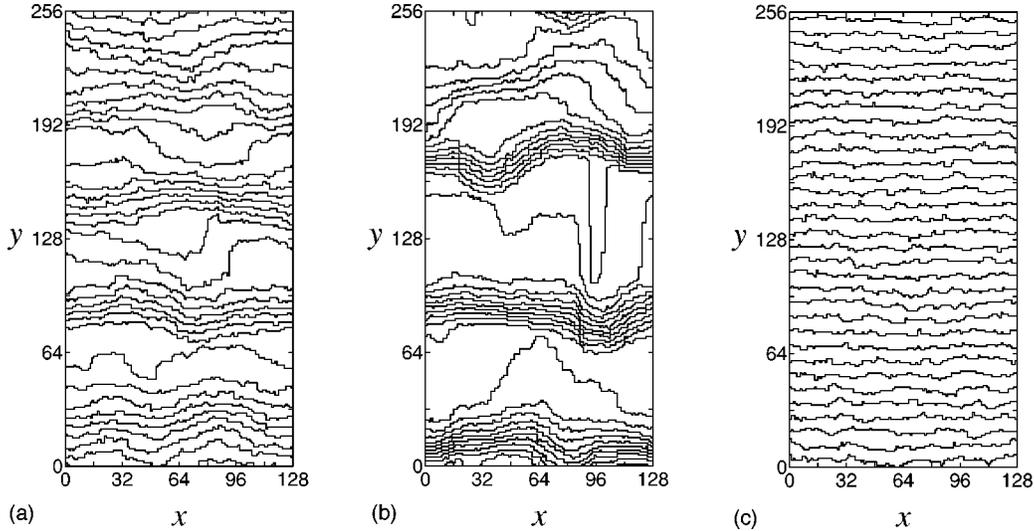 256 256 256
192 192 192
y 128 y 128 y 128
64 64 64
0 0 0
0 32 64 96 128 0 32 64 96 128 0 32 64 96 128
(a) x (b) x (c) x